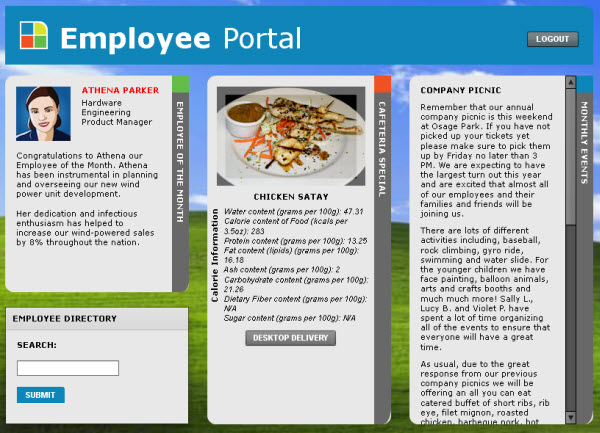 Employee Portal
LOGOUT
ATHENA PARKER
Hardware
Engineering
Product Manager
Congratulations to Athena our
Employee of the Month. Athena
has been instrumental in planning
and overseeing our new wind
power unit development.
Her dedication and infectious
enthusiasm has helped to
increase our wind-powered sales
by 8% throughout the nation.
EMPLOYEE OF THE MONTH
EMPLOYEE DIRECTORY
SEARCH:
SUBMIT
CHICKEN SATAY
Calorie Information
Water content (grams per 100g): 47.31
Calorie content of Food (kcals per
3.5oz): 283
Protein content (grams per 100g): 13.25
Fat content (lipids) (grams per 100g):
16.18
Ash content (grams per 100g): 2
Carbohydrate content (grams per 100g):
21.26
Dietary Fiber content (grams per 100g):
N/A
Sugar content (grams per 100g): N/A
DESKTOP DELIVERY
CAFETERIA SPECIAL
COMPANY PICNIC
Remember that our annual
company picnic is this weekend
at Osage Park. If you have not
picked up your tickets yet
please make sure to pick them
up by Friday no later than 3
PM. We are expecting to have
the largest turn out this year
and are excited that almost all
of our employees and their
families and friends will be
joining us.
There are lots of different
activities including, baseball,
rock climbing, gyro ride,
swimming and water slide. For
the younger children we have
face painting, balloon animals,
arts and crafts booths and
much much more! Sally L.,
Lucy B. and Violet P. have
spent a lot of time organizing
all of the events to ensure that
everyone will have a great
time.
As usual, due to the great
response from our previous
company picnics we will be
offering an all you can eat
catered buffet of short ribs, rib
eye, filet mignon, roasted
chicken, barbeque pork, hot
MONTHLY EVENTS